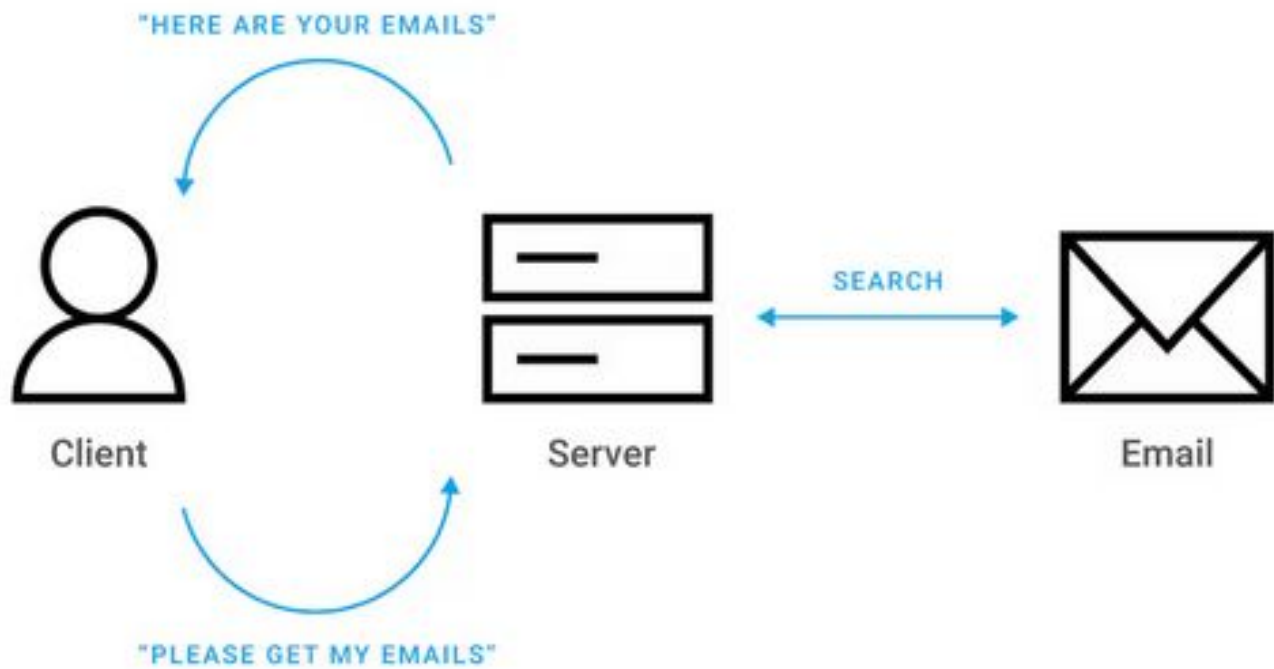 "HERE ARE YOUR EMAILS"
SEARCH
Client
Server
Email
"PLEASE GET MY EMAILS"